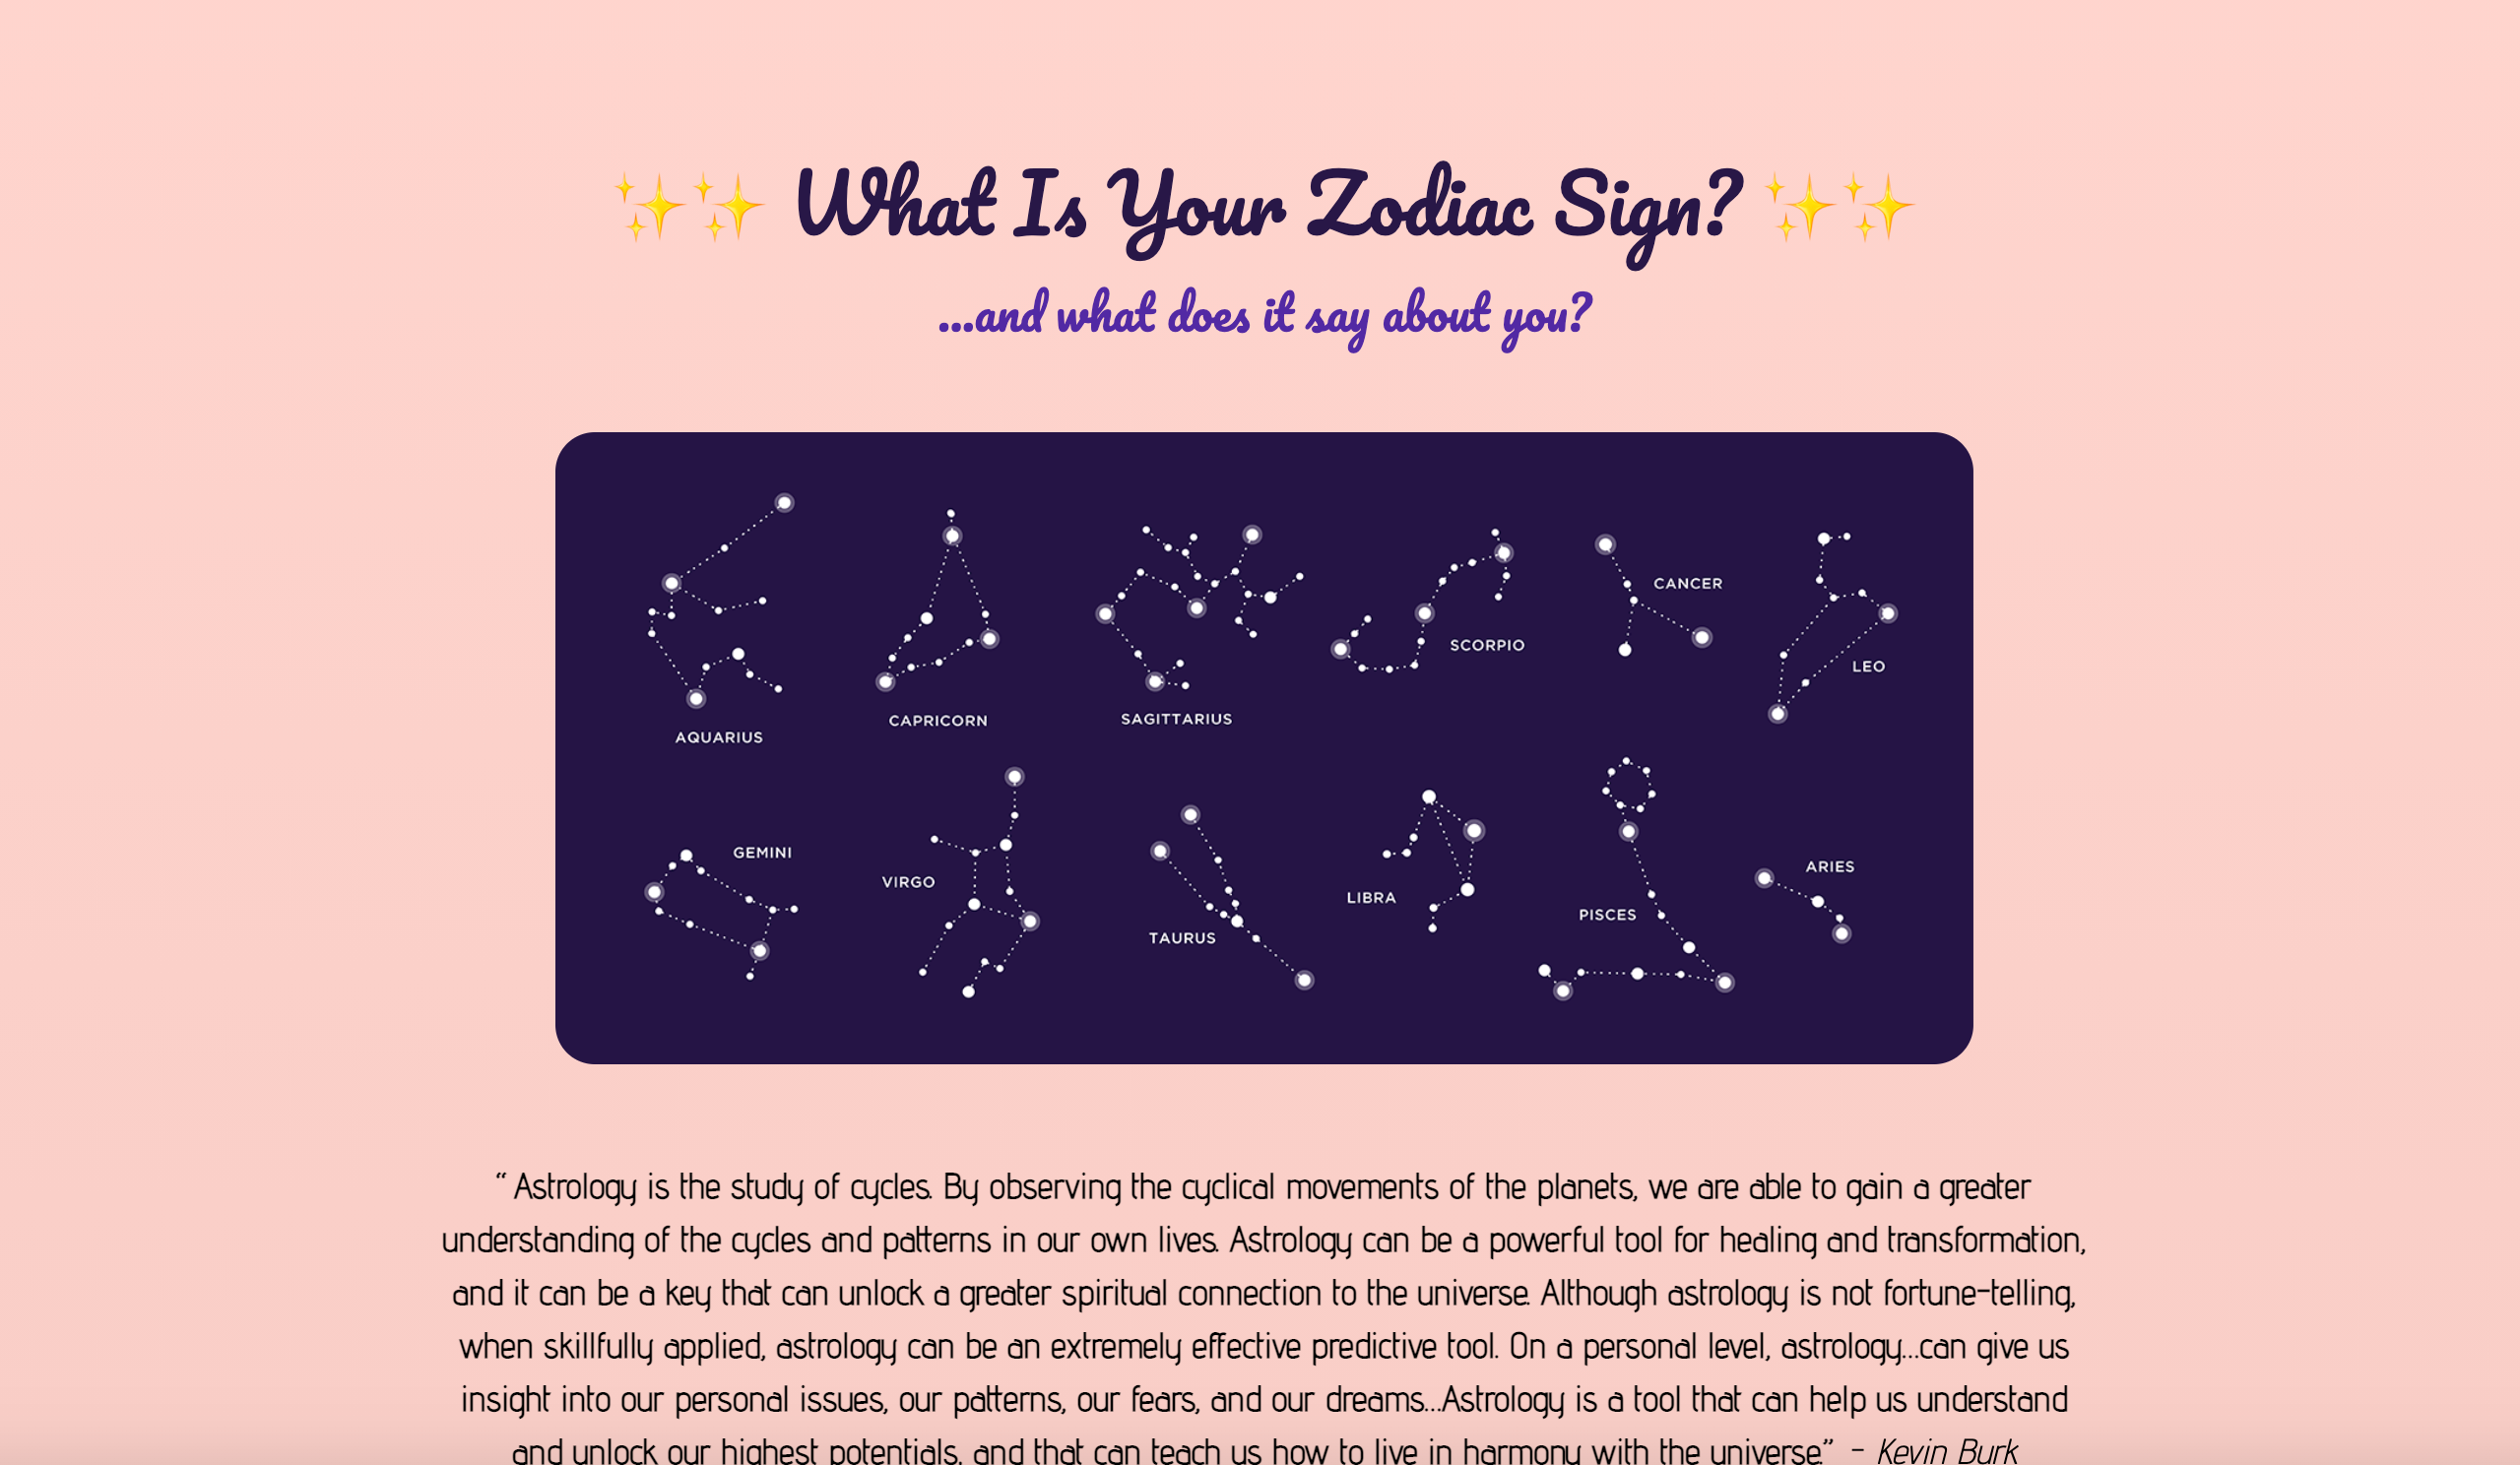 ✨✨ What Is Your Zodiac Sign? ✨✨
...and what does it say about you?
AQUARIUS
CAPRICORN
SAGITTARIUS
SCORPIO
CANCER
LEO
GEMINI
VIRGO
TAURUS
LIBRA
PISCES
ARIES
“ Astrology is the study of cycles. By observing the cyclical movements of the planets, we are able to gain a greater
understanding of the cycles and patterns in our own lives. Astrology can be a powerful tool for healing and transformation,
and it can be a key that can unlock a greater spiritual connection to the universe. Although astrology is not fortune-telling,
when skillfully applied, astrology can be an extremely effective predictive tool. On a personal level, astrology...can give us
insight into our personal issues, our patterns, our fears, and our dreams...Astrology is a tool that can help us understand
and unlock our highest potentials, and that can teach us how to live in harmony with the universe.” - Kevin Burk